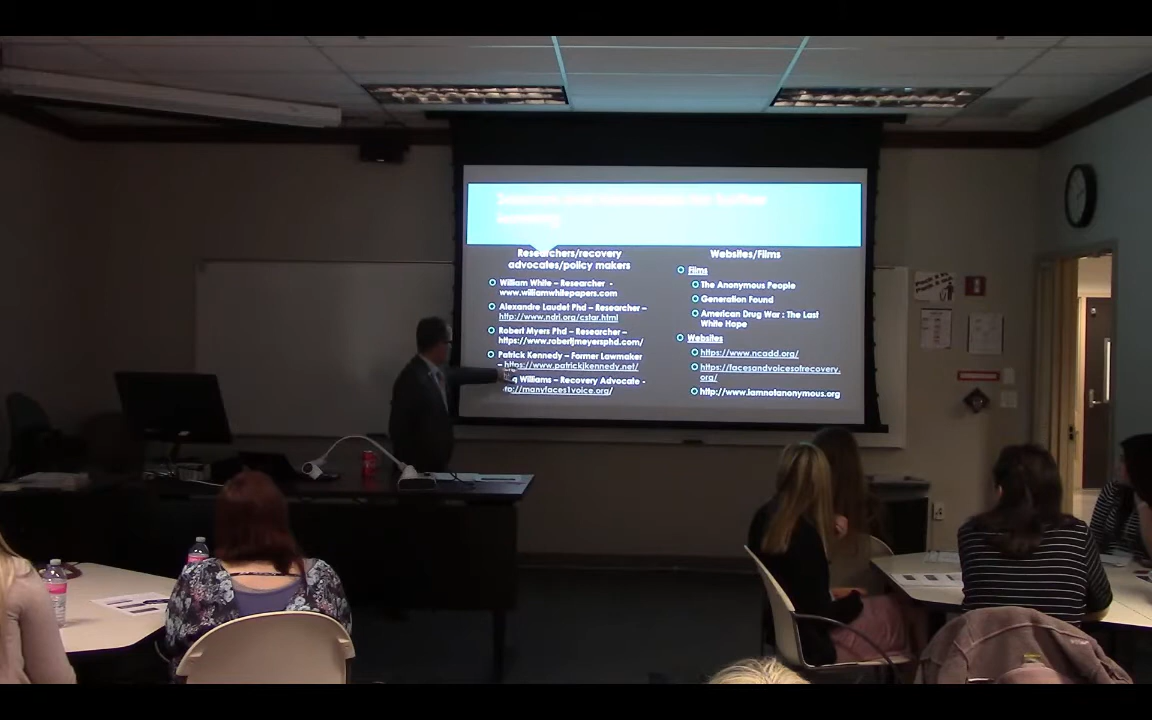 Researchers/recovery
advocates/policy makers
William White – Researcher -
www.williamwhitepapers.com
Alexandre Laudet Phd – Researcher –
http://www.ndri.org/cstar.html
Robert Myers Phd – Researcher –
https://www.robertjmeyersphd.com/
Patrick Kennedy – Former Lawmaker
– https://www.patrickjkennedy.net/
Williams – Recovery Advocate -
manyfaces1voice.org/
Websites/Films
Films
The Anonymous People
Generation Found
American Drug War : The Last
White Hope
Websites
https://www.ncadd.org/
https://facesandvoicesofrecovery.
org/
http://www.iamnotanonymous.org